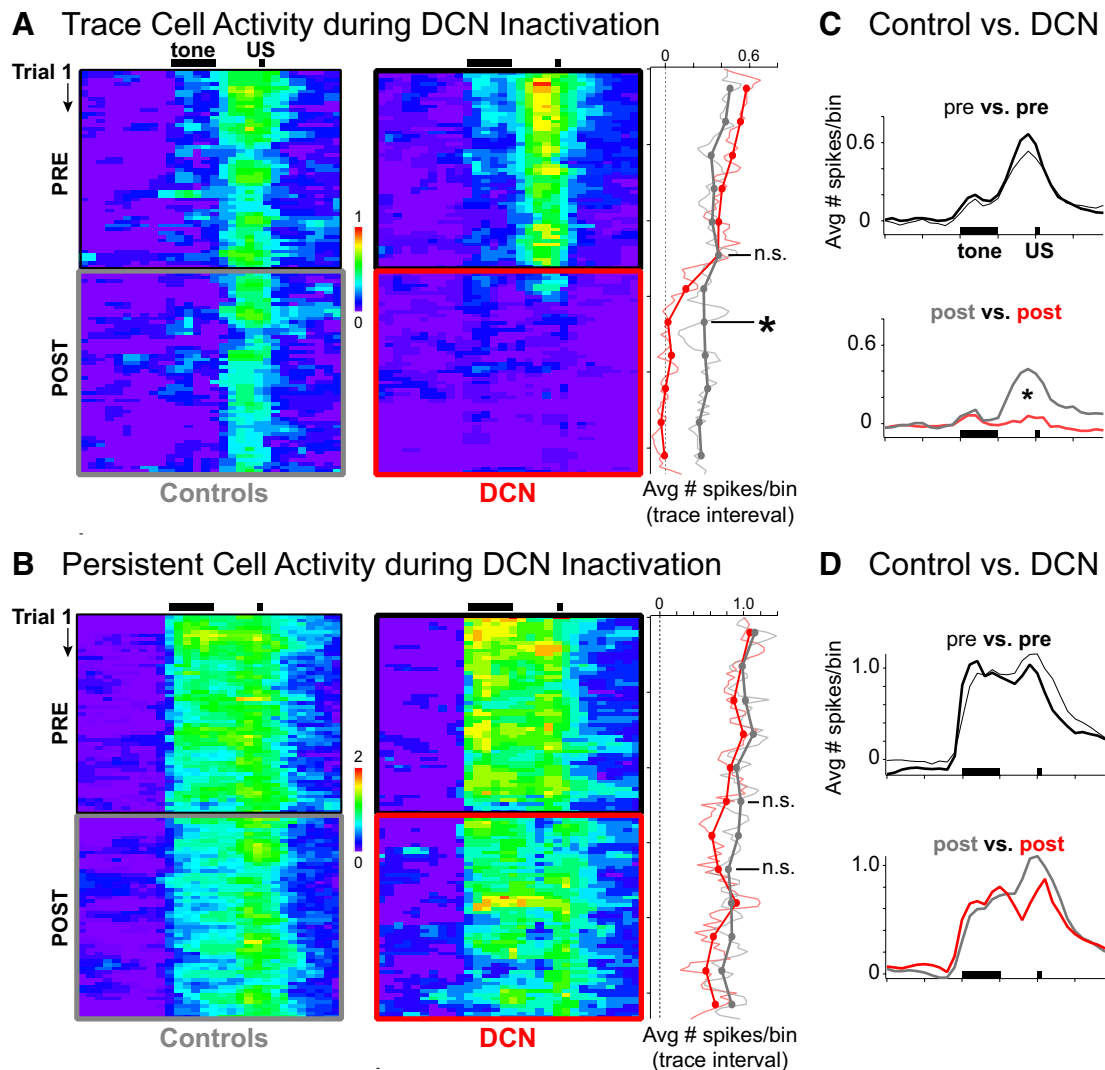 A Trace Cell Activity during DCN Inactivation
tone US
Trial 1
PRE
POST
1
0
Controls
DCN
0 0.6
n.s.
*
Avg # spikes/bin
(trace intereval)
C Control vs. DCN
pre vs. pre
Avg # spikes/bin
0.6
0
tone US
post vs. post
0.6
0
*
B Persistent Cell Activity during DCN Inactivation
Trial 1
PRE
POST
2
0
Controls
DCN
0 1.0
n.s.
n.s.
Avg # spikes/bin
(trace interval)
D Control vs. DCN
pre vs. pre
Avg # spikes/bin
1.0
0
post vs. post
1.0
0